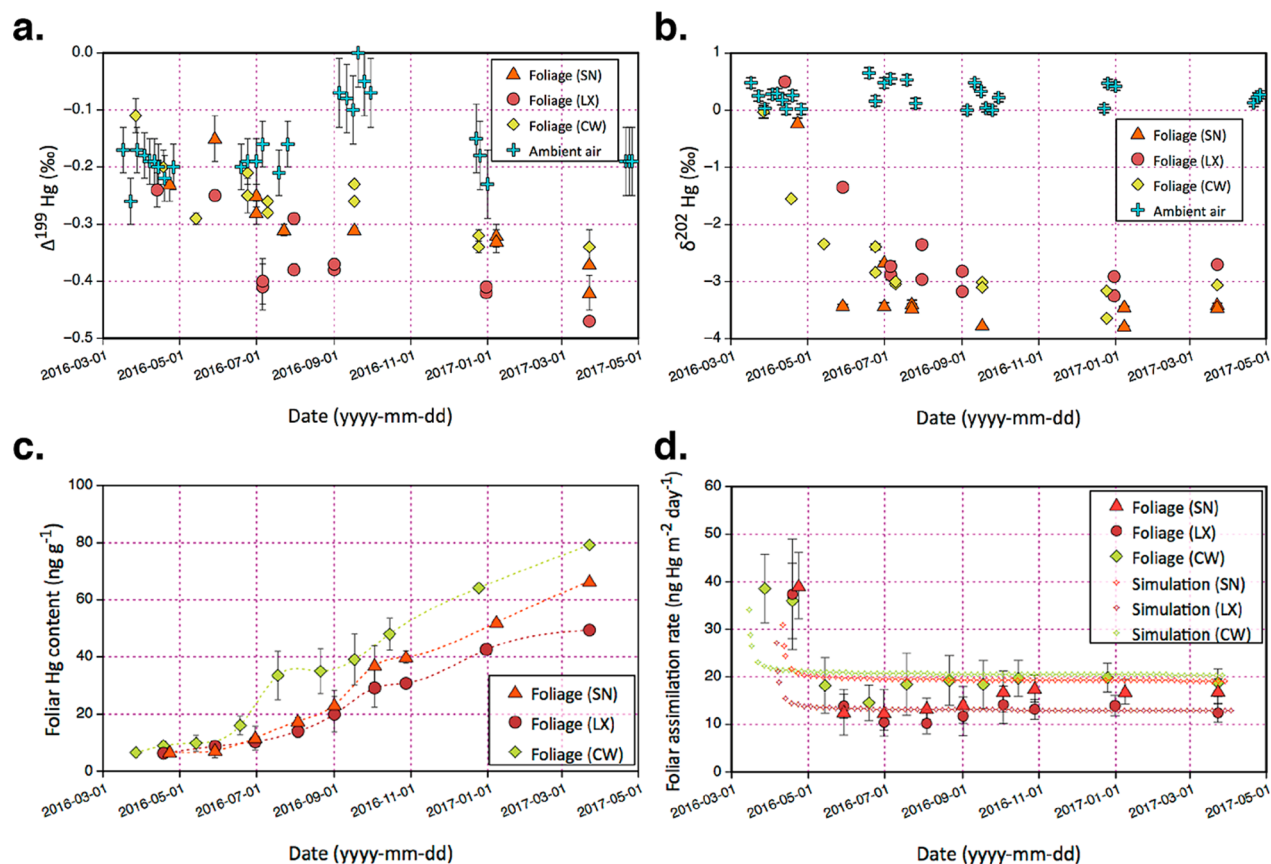 a.
0.0
−0.1
−0.2
−0.3
−0.4
−0.5
Δ199 Hg (‰)
Foliage (SN)
Foliage (LX)
Foliage (CW)
Ambient air
2016-03-01
2016-05-01
2016-07-01
2016-09-01
2016-11-01
2017-01-01
2017-03-01
2017-05-01
Date (yyyy-mm-dd)
b.
1
0
−1
−2
−3
−4
δ202 Hg (‰)
Foliage (SN)
Foliage (LX)
Foliage (CW)
Ambient air
2016-03-01
2016-05-01
2016-07-01
2016-09-01
2016-11-01
2017-01-01
2017-03-01
2017-05-01
Date (yyyy-mm-dd)
c.
100
80
60
40
20
0
Foliar Hg content (ng g-1)
Foliage (SN)
Foliage (LX)
Foliage (CW)
2016-03-01
2016-05-01
2016-07-01
2016-09-01
2016-11-01
2017-01-01
2017-03-01
2017-05-01
Date (yyyy-mm-dd)
d.
60
50
40
30
20
10
0
Foliar assimilation rate (ng Hg m-2 day-1)
Foliage (SN)
Foliage (LX)
Foliage (CW)
Simulation (SN)
Simulation (LX)
Simulation (CW)
2016-03-01
2016-05-01
2016-07-01
2016-09-01
2016-11-01
2017-01-01
2017-03-01
2017-05-01
Date (yyyy-mm-dd)